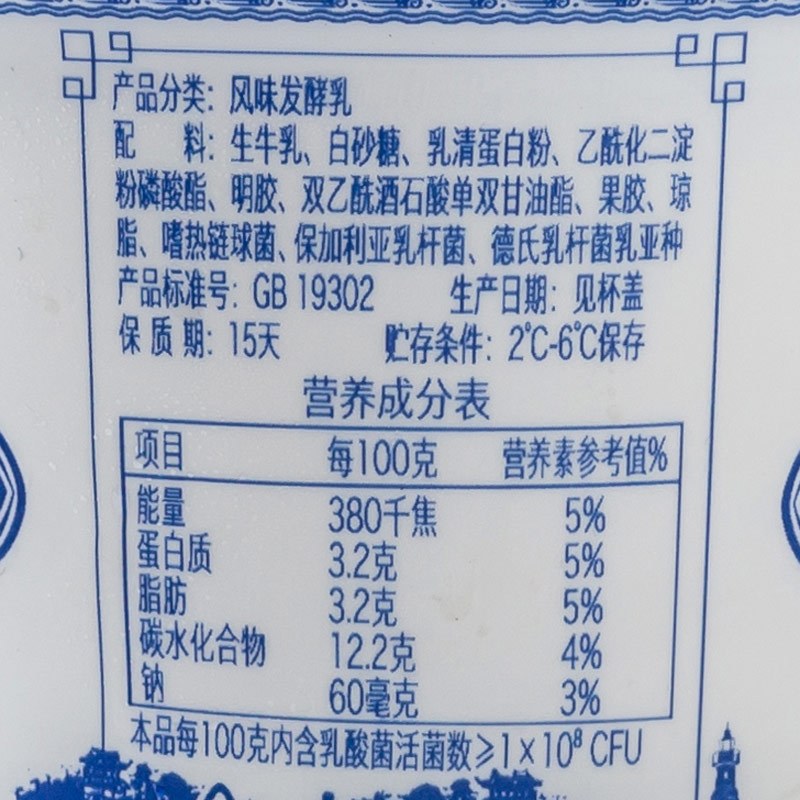 产品分类：风味发酵乳
配 料：生牛乳、白砂糖、乳清蛋白粉、乙酰化二淀
粉磷酸酯、明胶、双乙酰酒石酸单双甘油酯、果胶、琼
脂、嗜热链球菌、保加利亚乳杆菌、德氏乳杆菌乳亚种
产品标准号：GB 19302 生产日期：见杯盖
保 质 期：15天 贮存条件：2℃-6℃保存
营养成分表
项目 每100克 营养素参考值%
能量 380千焦 5%
蛋白质 3.2克 5%
脂肪 3.2克 5%
碳水化合物 12.2克 4%
钠 60毫克 3%
本品每100克内含乳酸菌活菌数≥1×10⁸ CFU